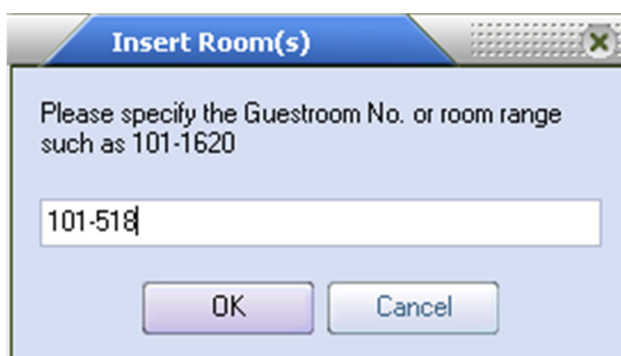 Insert Room(s)
Please specify the Guestroom No. or room range
such as 101-1620
101-518
OK
Cancel